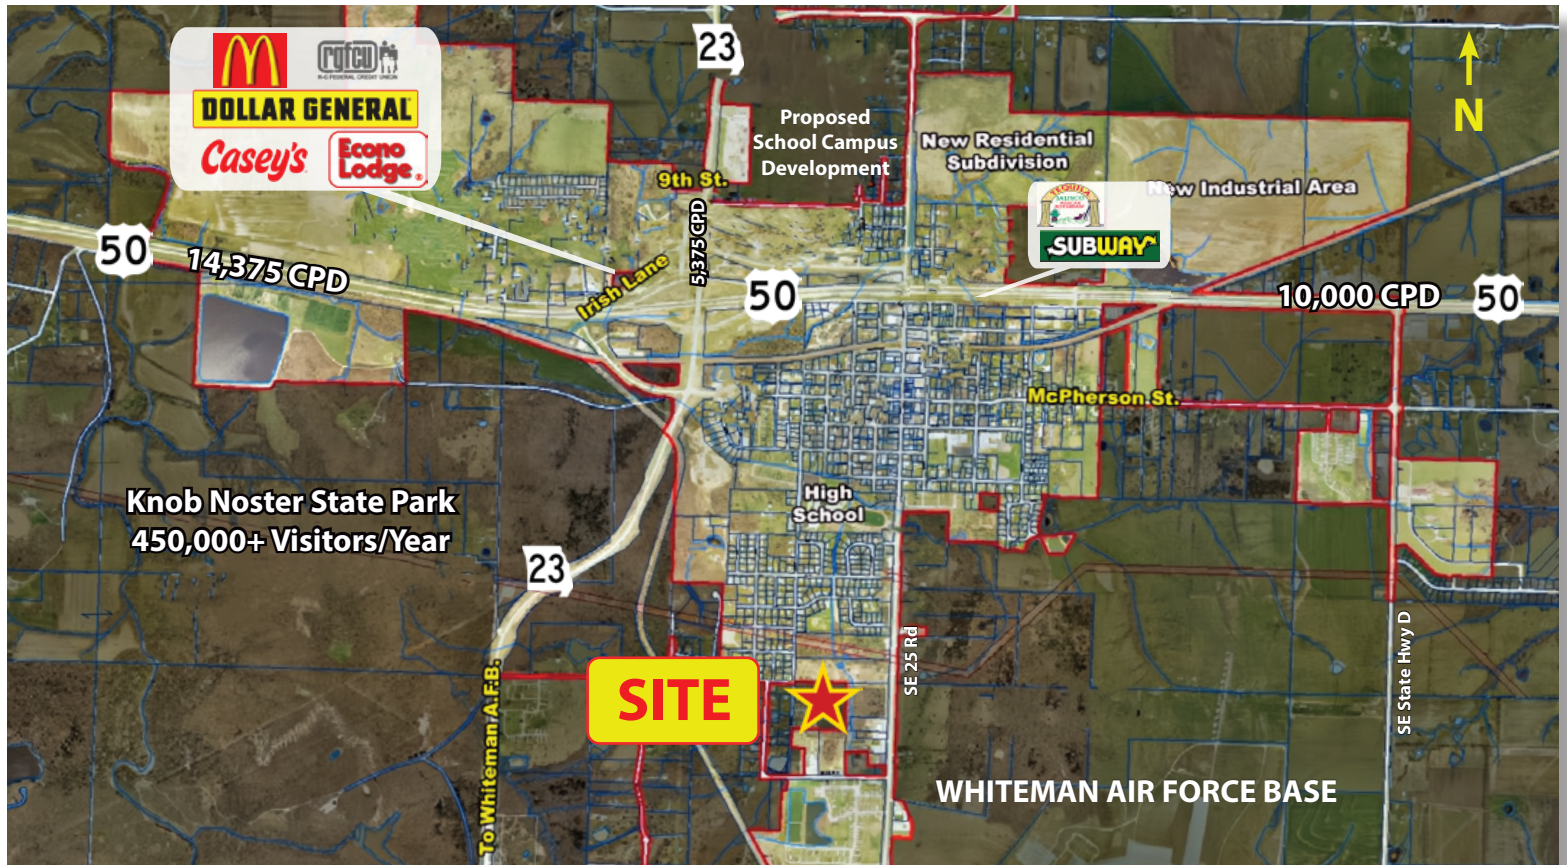 23
rgfcu
R-G FEDERAL CREDIT UNION
DOLLAR GENERAL
Casey's
Econo
Lodge
N
Proposed
School Campus
Development
New Residential
Subdivision
New Industrial Area
9th St.
TEQUILA
JALISCO
SUBWAY
5,375 CPD
50
14,375 CPD
Irish Lane
50
10,000 CPD
50
McPherson St.
Knob Noster State Park
450,000+ Visitors/Year
High
School
23
SE 25 Rd
SE State Hwy D
To Whiteman A.F.B.
SITE
WHITEMAN AIR FORCE BASE